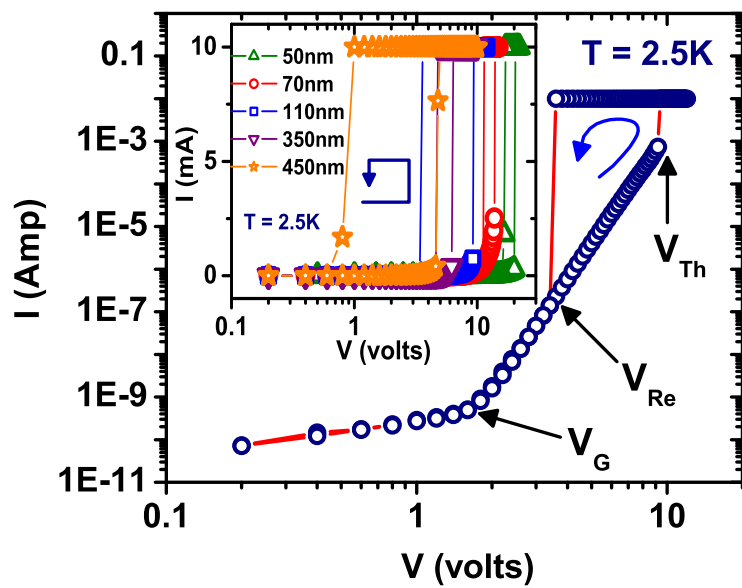 T = 2.5K
0.1
1E-3
1E-5
1E-7
1E-9
1E-11
I (Amp)
0.1
1
10
V (volts)
V_Th
V_Re
V_G
10
5
0
I (mA)
50nm
70nm
110nm
350nm
450nm
T = 2.5K
0.1
1
10
V (volts)